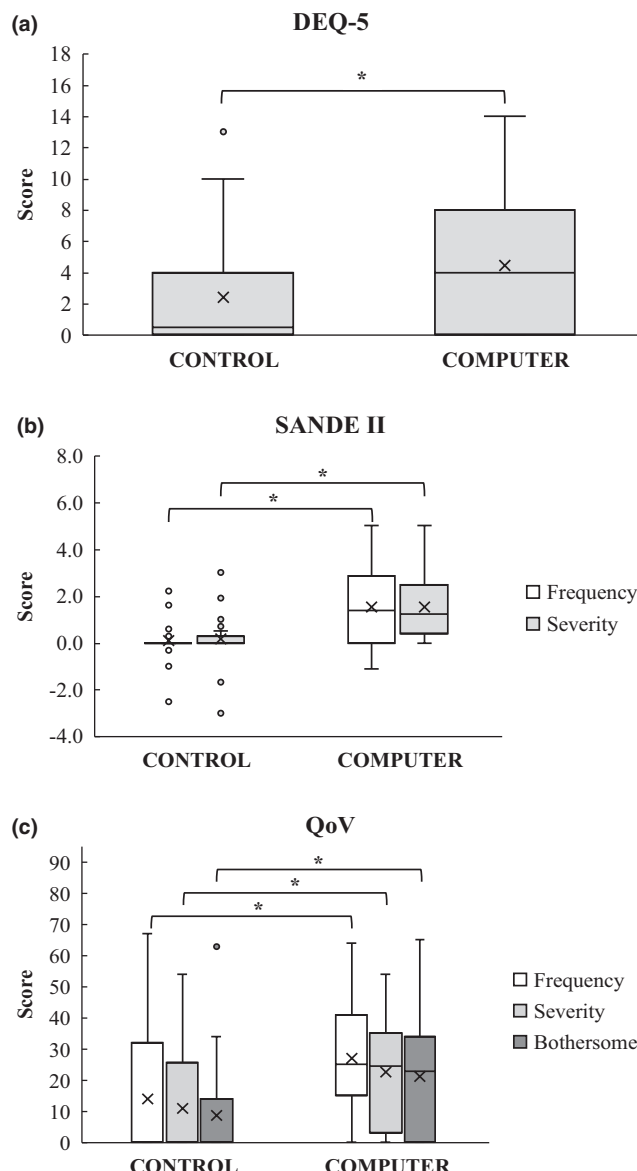 (a)
DEQ-5
18
16
14
12
10
8
6
4
2
0
Score
*
CONTROL COMPUTER
(b)
SANDE II
8.0
6.0
4.0
2.0
0.0
-2.0
-4.0
Score
*
*
CONTROL COMPUTER
Frequency
Severity
(c)
QoV
90
80
70
60
50
40
30
20
10
0
Score
*
*
*
CONTROL COMPUTER
Frequency
Severity
Bothersome